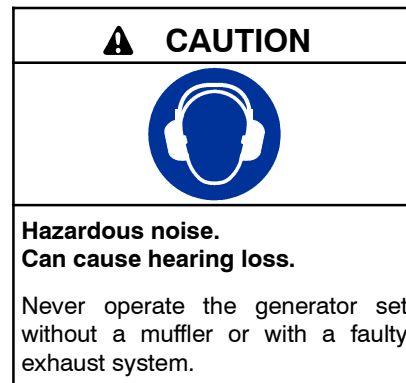 CAUTION
Hazardous noise.
Can cause hearing loss.
Never operate the generator set
without a muffler or with a faulty
exhaust system.